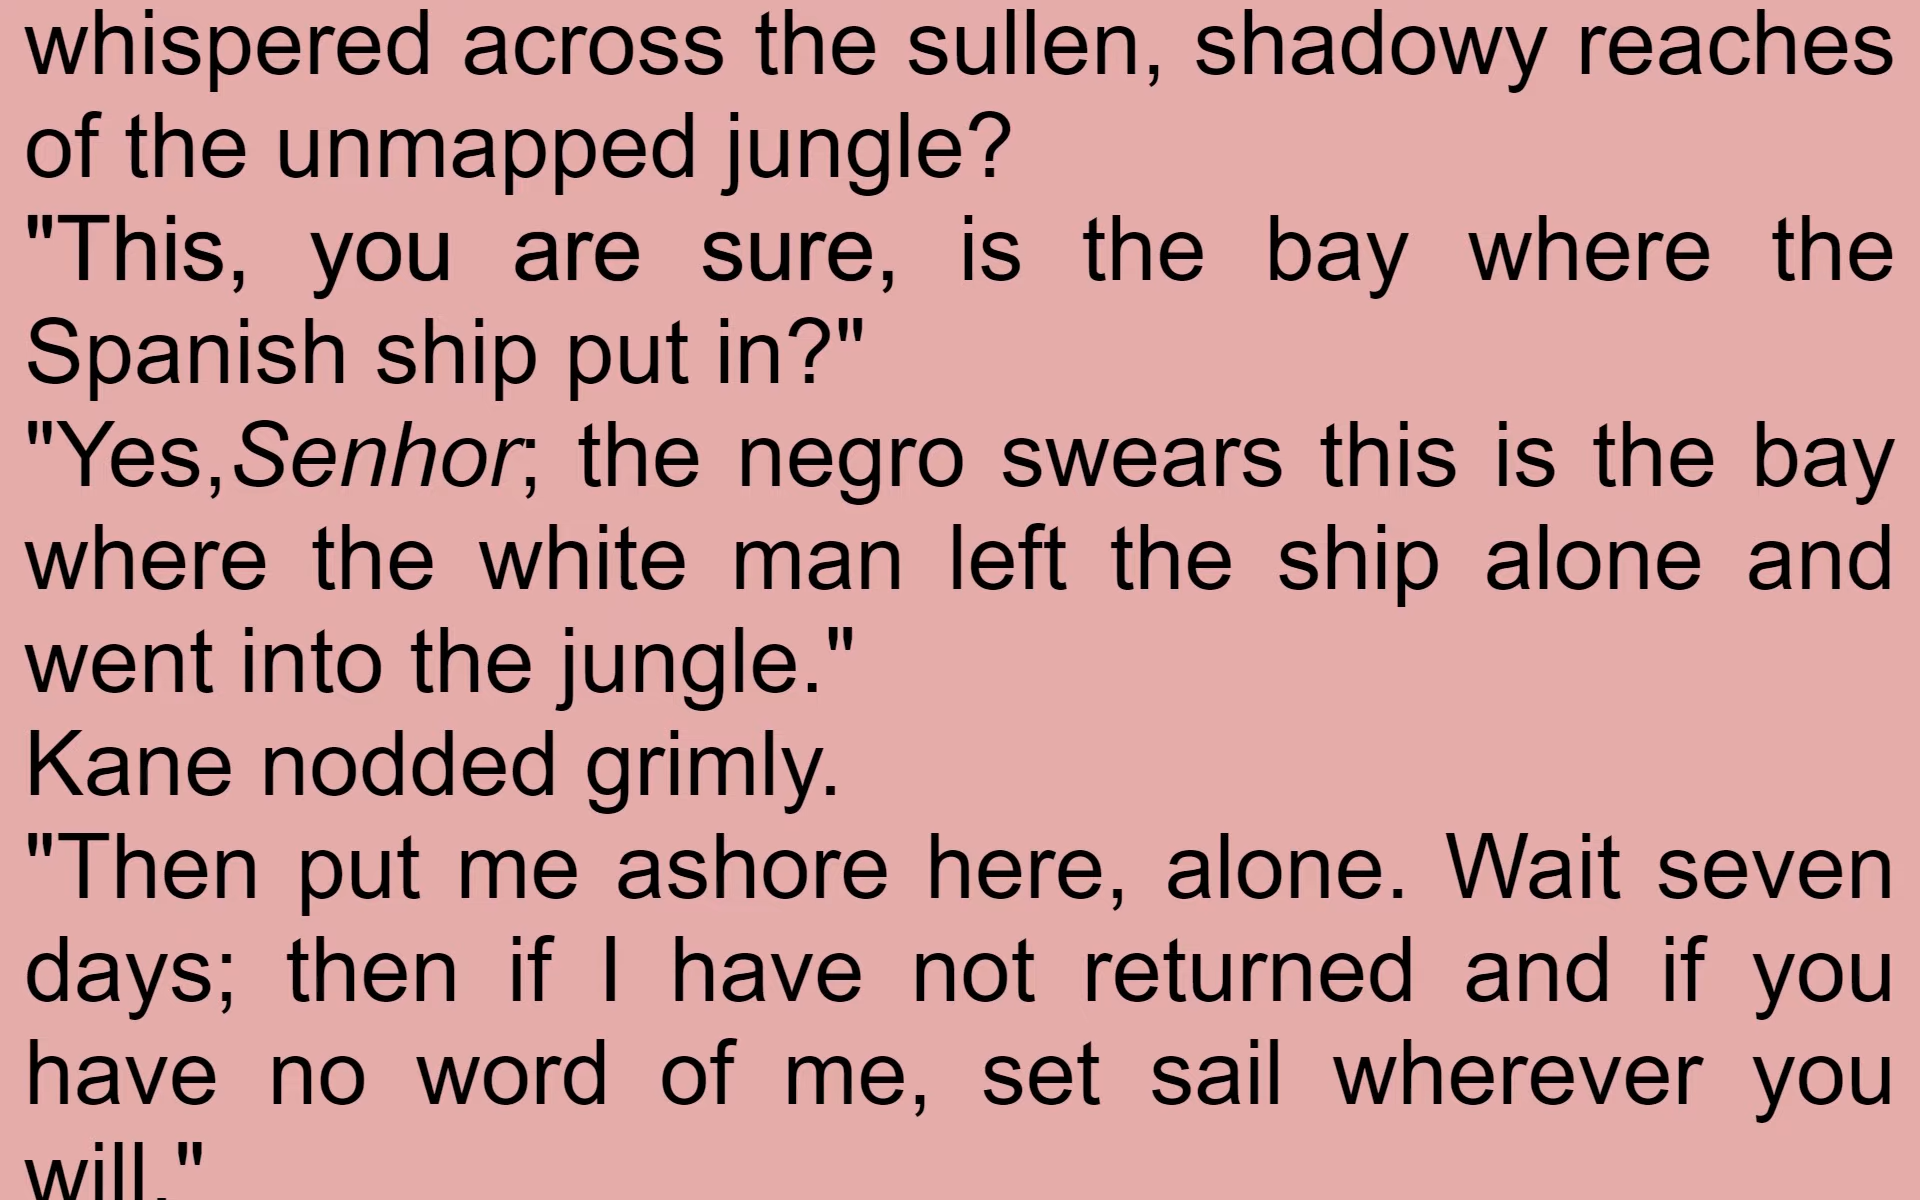 whispered across the sullen, shadowy reaches
of the unmapped jungle?
"This, you are sure, is the bay where the
Spanish ship put in?"
"Yes,Senhor; the negro swears this is the bay
where the white man left the ship alone and
went into the jungle."
Kane nodded grimly.
"Then put me ashore here, alone. Wait seven
days; then if I have not returned and if you
have no word of me, set sail wherever you
will."